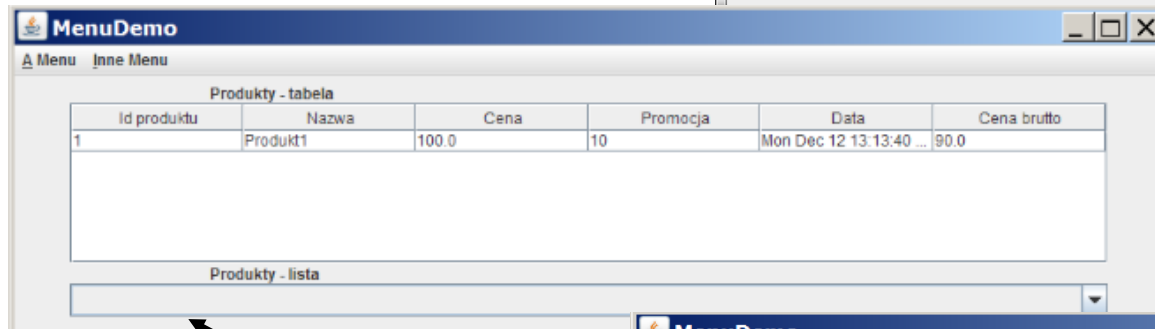 MenuDemo
A Menu Inne Menu
Produkty - tabela
Id produktu Nazwa Cena Promocja Data Cena brutto
1 Produkt1 100.0 10 Mon Dec 12 13:13:40 ... 90.0
Produkty - lista
MenuDemo